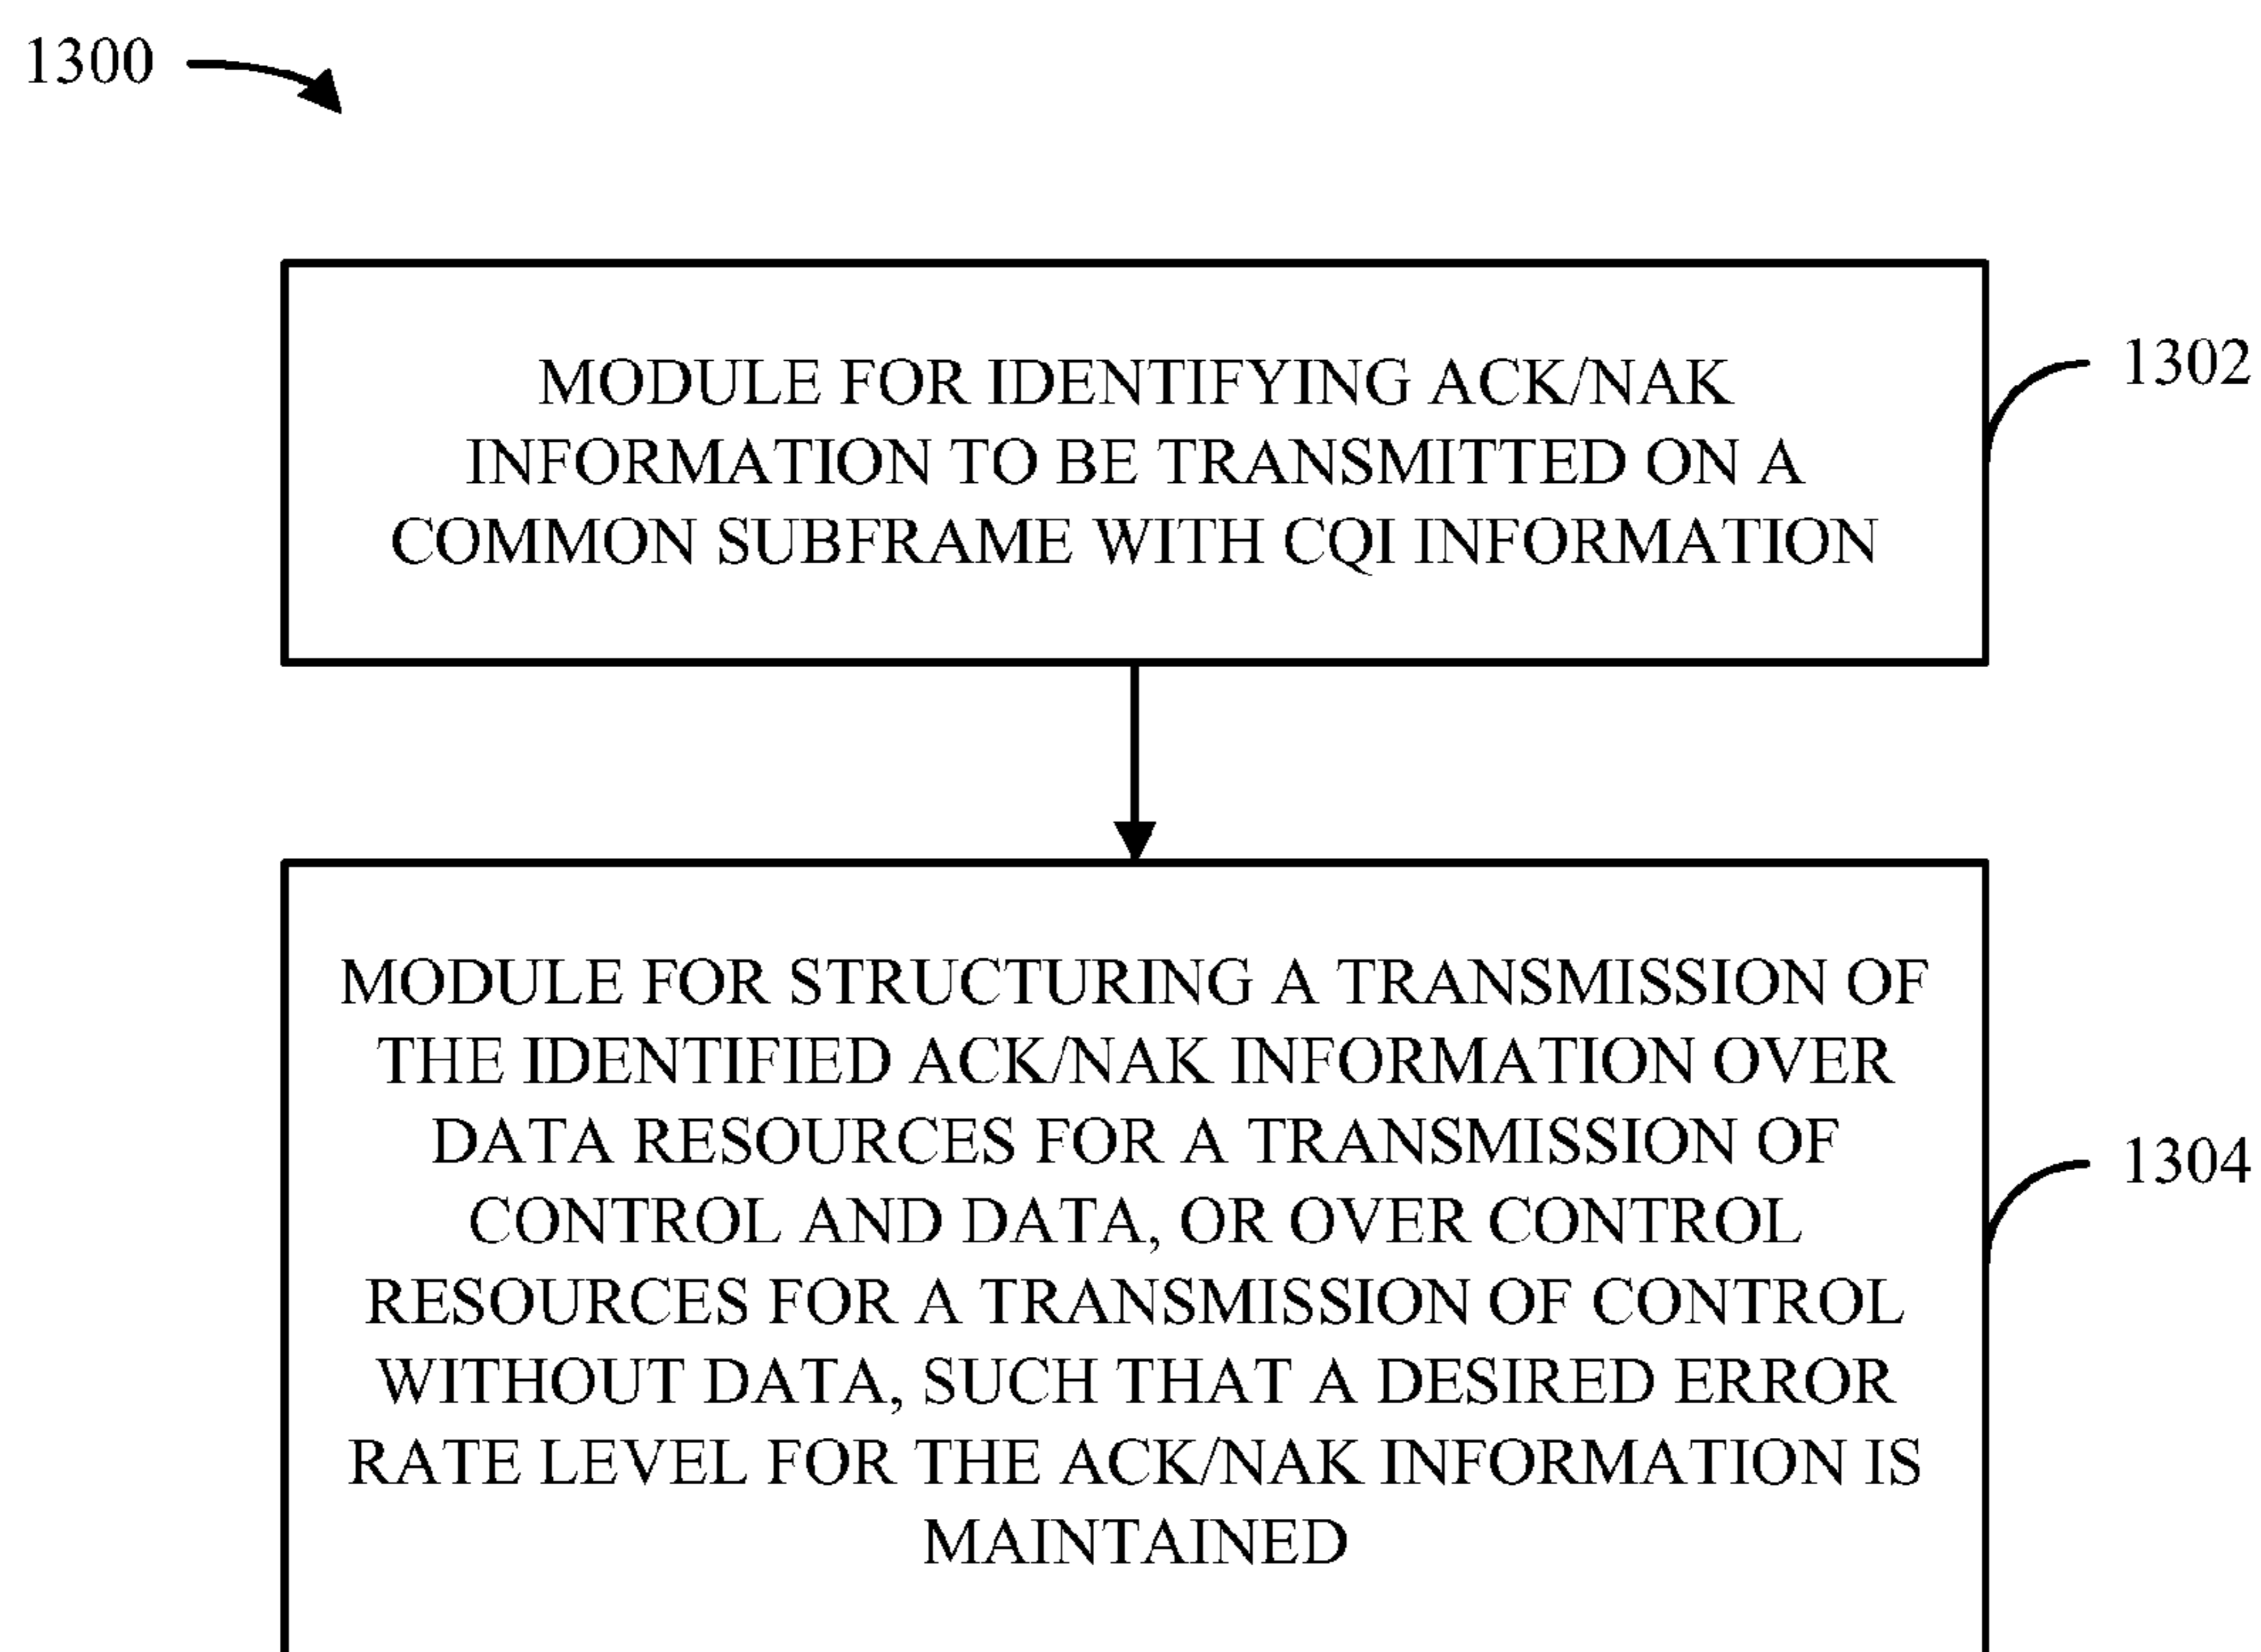 1300
MODULE FOR IDENTIFYING ACK/NAK
INFORMATION TO BE TRANSMITTED ON A
COMMON SUBFRAME WITH CQI INFORMATION
1302
MODULE FOR STRUCTURING A TRANSMISSION OF
THE IDENTIFIED ACK/NAK INFORMATION OVER
DATA RESOURCES FOR A TRANSMISSION OF
CONTROL AND DATA, OR OVER CONTROL
RESOURCES FOR A TRANSMISSION OF CONTROL
WITHOUT DATA, SUCH THAT A DESIRED ERROR
RATE LEVEL FOR THE ACK/NAK INFORMATION IS
MAINTAINED
1304